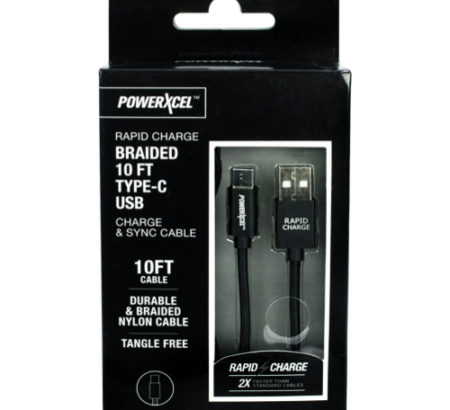 POWERXCEL™
RAPID CHARGE
BRAIDED
10 FT
TYPE-C
USB
CHARGE
& SYNC CABLE
10FT
CABLE
DURABLE
& BRAIDED
NYLON CABLE
TANGLE FREE
POWERXCEL™
RAPID
CHARGE
RAPID CHARGE
2X FASTER THAN
STANDARD CABLES.